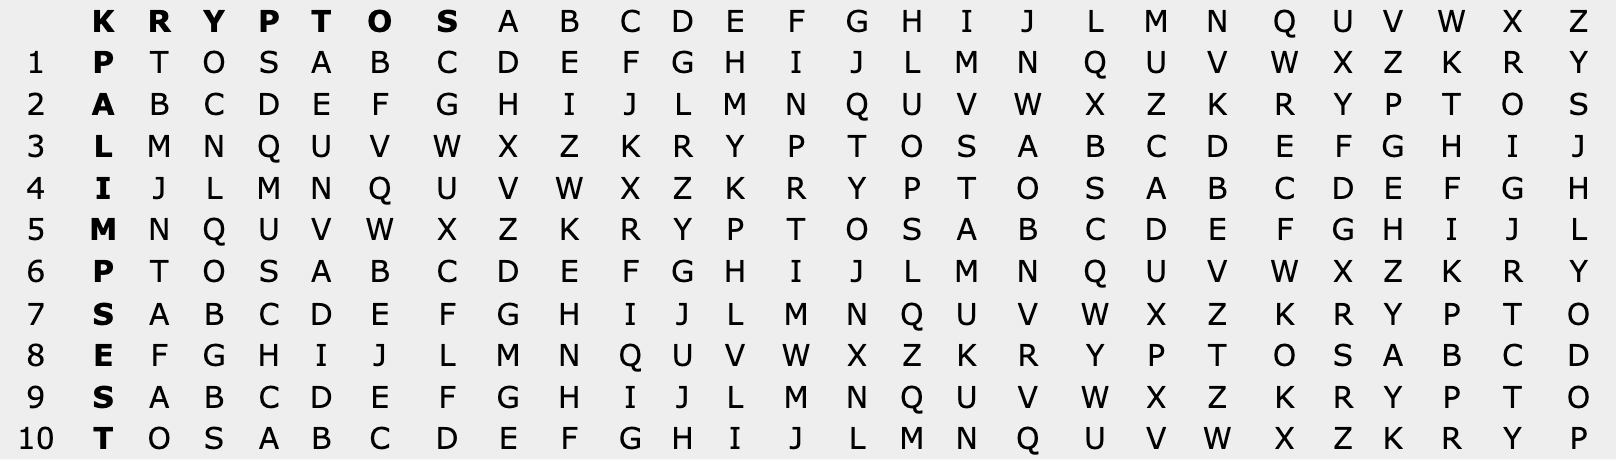 K R Y P T O S A B C D E F G H I J L M N Q U V W X Z
1 P T O S A B C D E F G H I J L M N Q U V W X Z K R Y
2 A B C D E F G H I J L M N Q U V W X Z K R Y P T O S
3 L M N Q U V W X Z K R Y P T O S A B C D E F G H I J
4 I J L M N Q U V W X Z K R Y P T O S A B C D E F G H
5 M N Q U V W X Z K R Y P T O S A B C D E F G H I J L
6 P T O S A B C D E F G H I J L M N Q U V W X Z K R Y
7 S A B C D E F G H I J L M N Q U V W X Z K R Y P T O
8 E F G H I J L M N Q U V W X Z K R Y P T O S A B C D
9 S A B C D E F G H I J L M N Q U V W X Z K R Y P T O
10 T O S A B C D E F G H I J L M N Q U V W X Z K R Y P